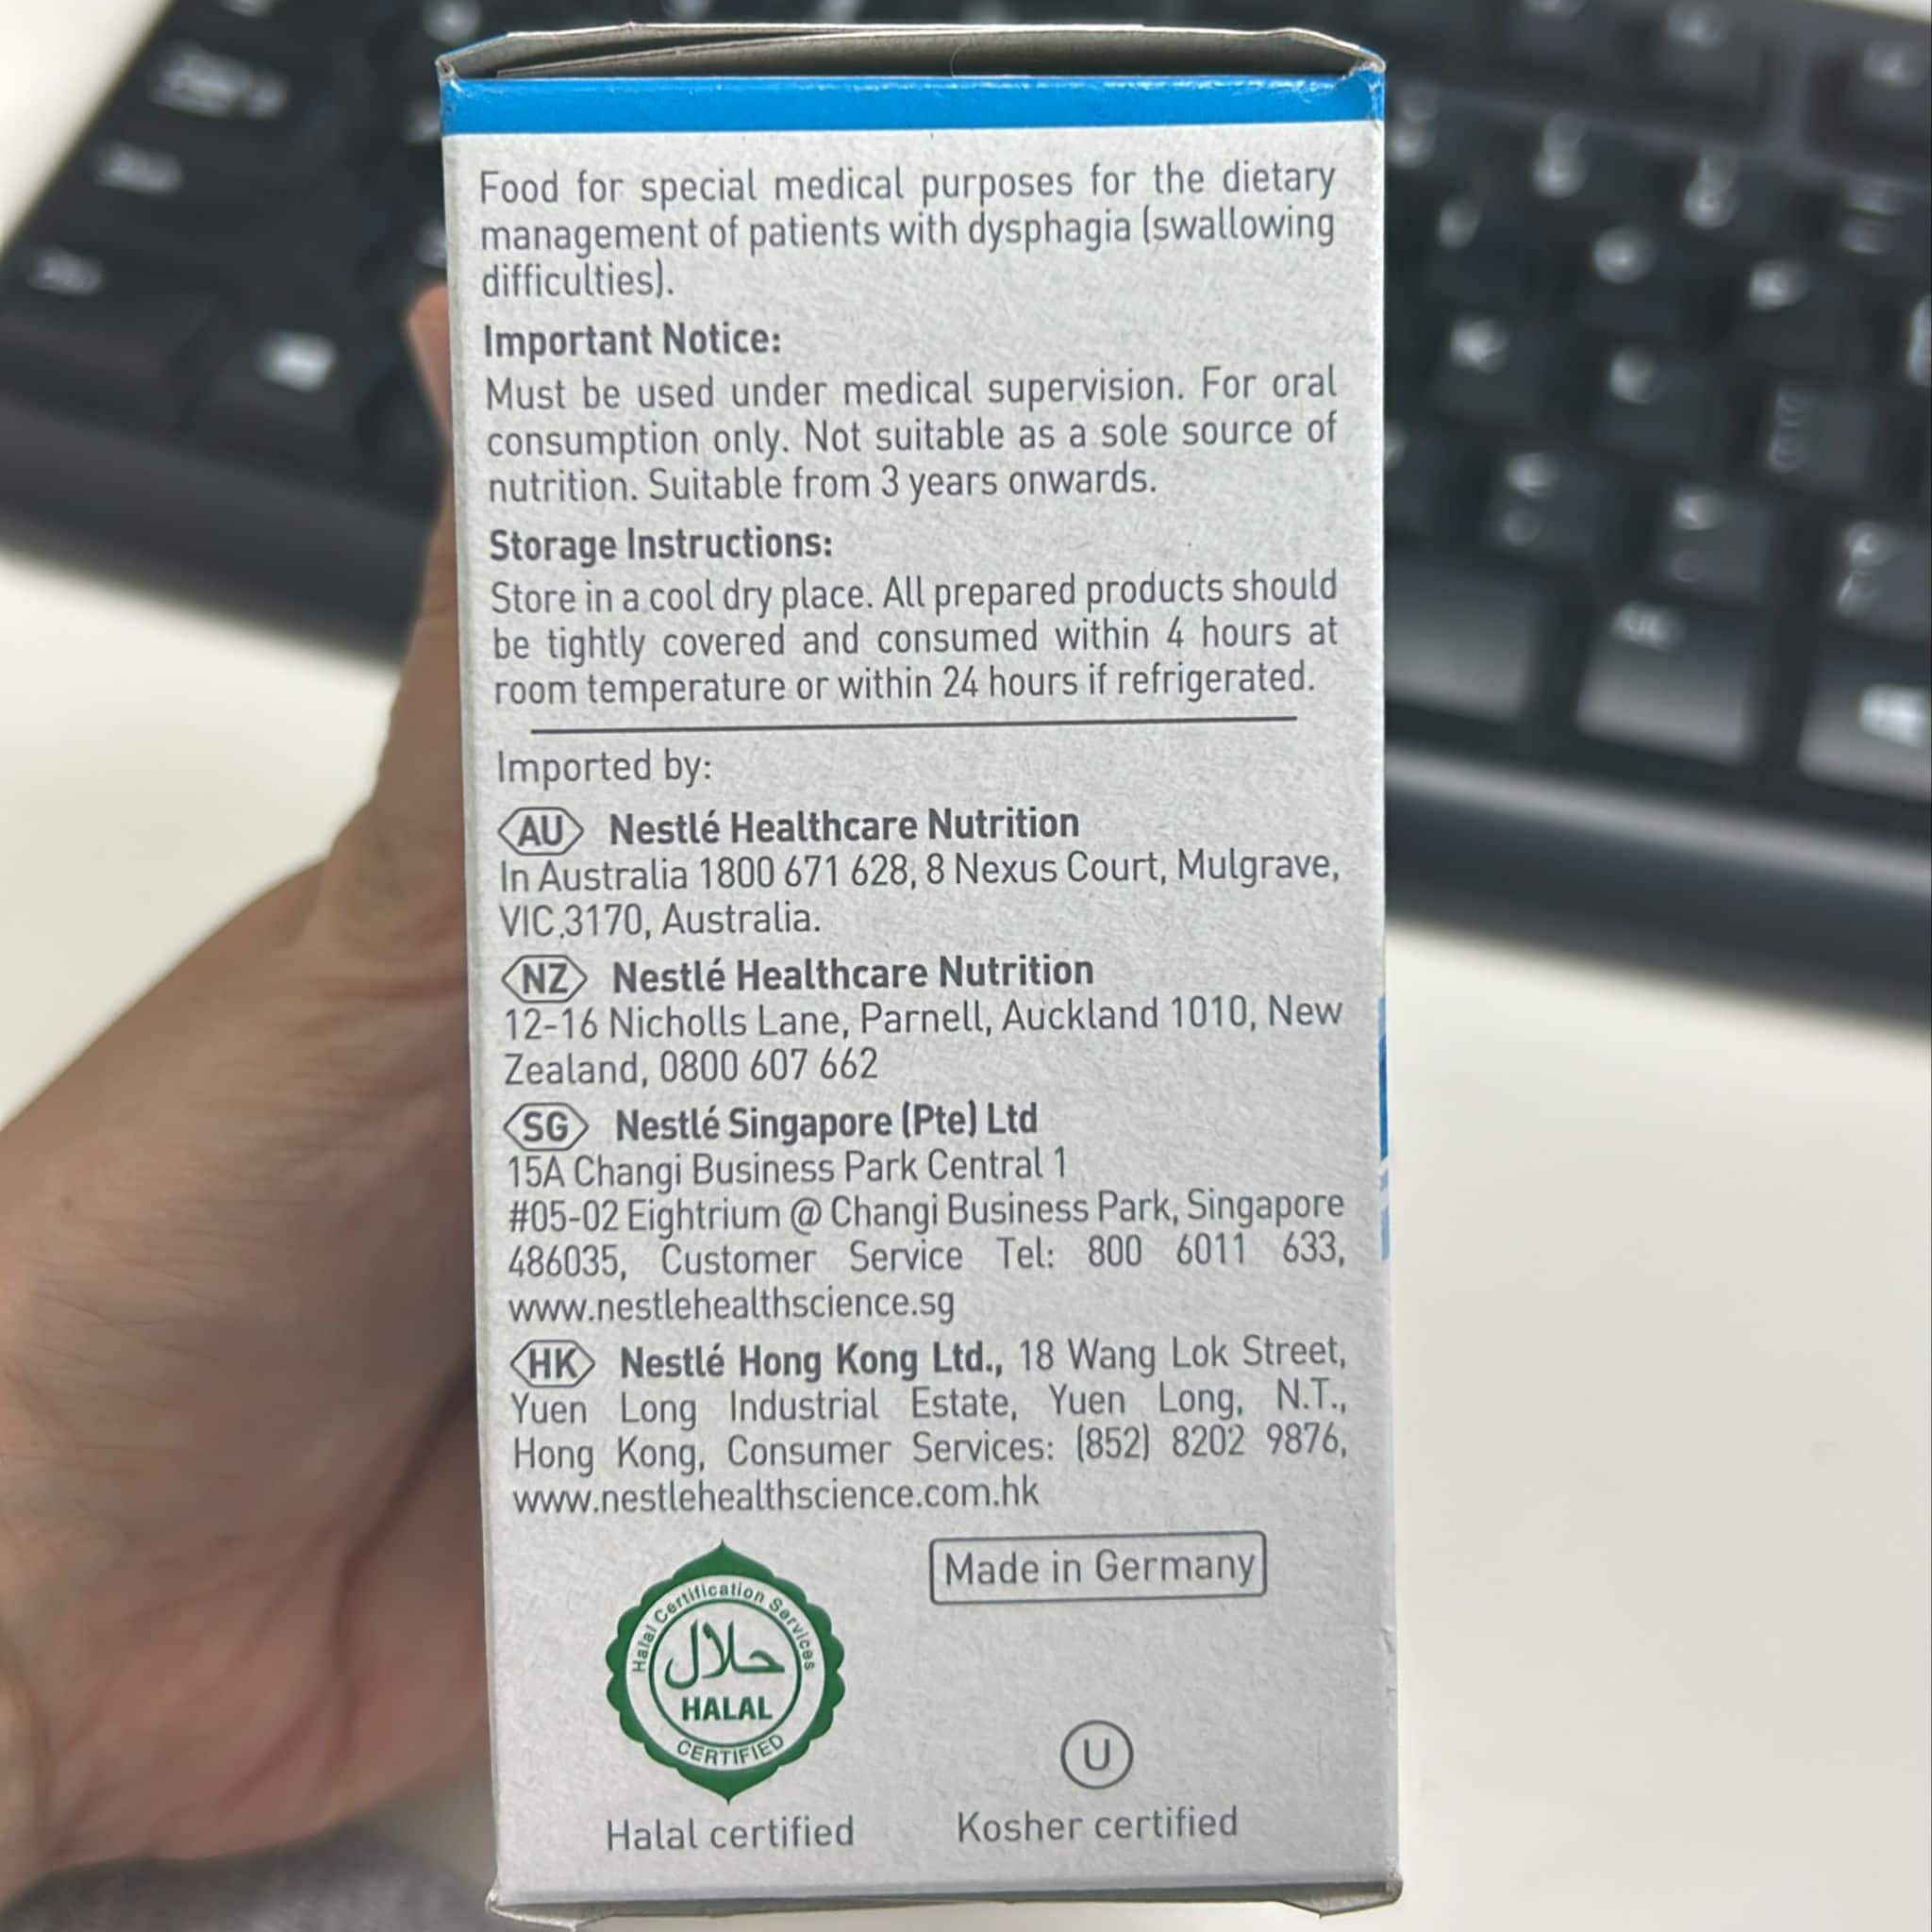 Food for special medical purposes for the dietary
management of patients with dysphagia (swallowing
difficulties).
Important Notice:
Must be used under medical supervision. For oral
consumption only. Not suitable as a sole source of
nutrition. Suitable from 3 years onwards.
Storage Instructions:
Store in a cool dry place. All prepared products should
be tightly covered and consumed within 4 hours at
room temperature or within 24 hours if refrigerated.
Imported by:
AU Nestlé Healthcare Nutrition
In Australia 1800 671 628, 8 Nexus Court, Mulgrave,
VIC,3170, Australia.
NZ Nestlé Healthcare Nutrition
12-16 Nicholls Lane, Parnell, Auckland 1010, New
Zealand, 0800 607 662
SG Nestlé Singapore (Pte) Ltd
15A Changi Business Park Central 1
#05-02 Eightrium @ Changi Business Park, Singapore
486035, Customer Service Tel: 800 6011 633,
www.nestlehealthscience.sg
HK Nestlé Hong Kong Ltd., 18 Wang Lok Street,
Yuen Long Industrial Estate, Yuen Long, N.T.,
Hong Kong, Consumer Services: (852) 8202 9876,
www.nestlehealthscience.com.hk
Made in Germany
Halal Certification Services
حلال
HALAL
CERTIFIED
U
Halal certified
Kosher certified